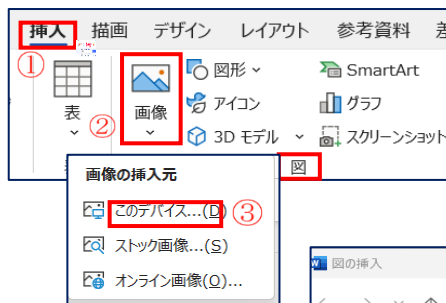 挿入 描画 デザイン レイアウト 参考資料
①
表
②
画像
図形
アイコン
3D モデル
SmartArt
グラフ
スクリーンショット
図
画像の挿入元
このデバイス...(D)
③
ストック画像...(S)
オンライン画像(O)...
W 図の挿入